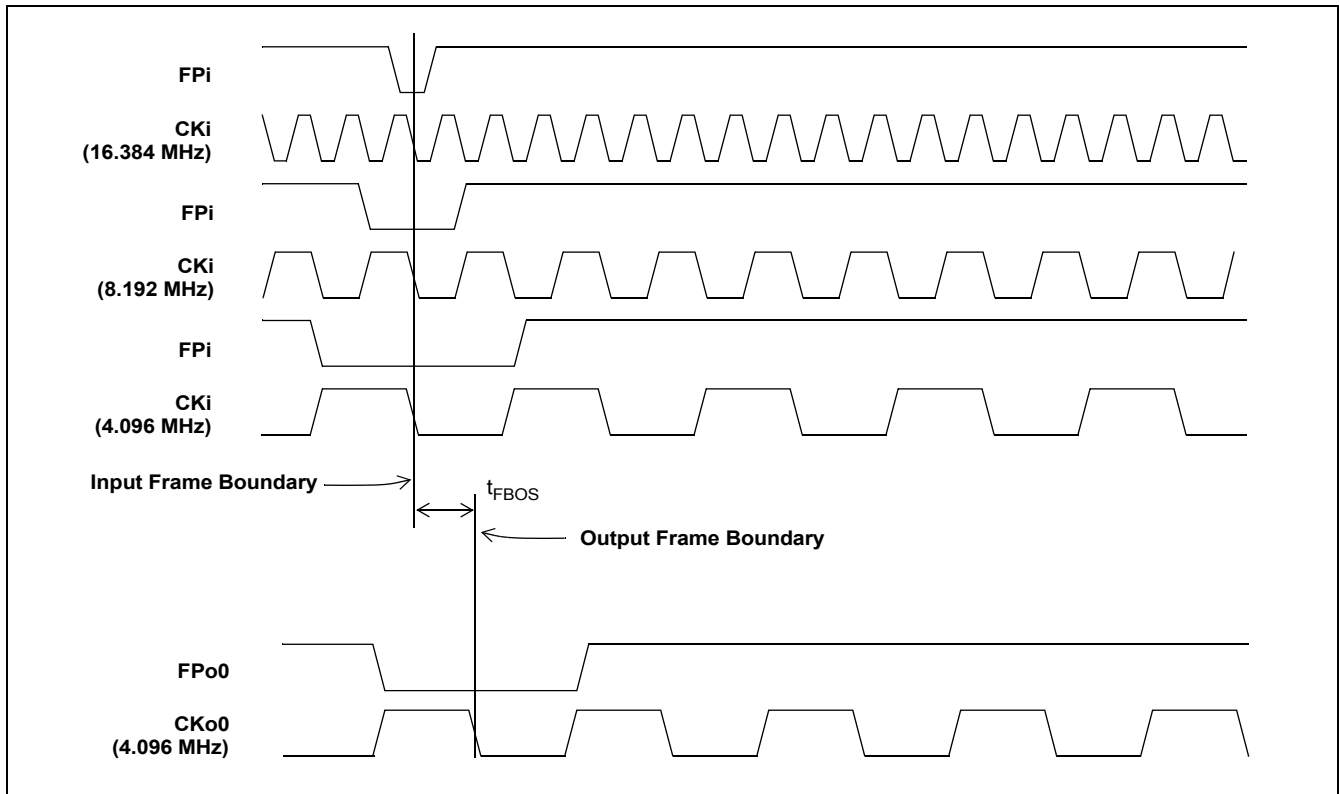 FPi
CKi
(16.384 MHz)
FPi
CKi
(8.192 MHz)
FPi
CKi
(4.096 MHz)
Input Frame Boundary
tFBOS
Output Frame Boundary
FPo0
CKo0
(4.096 MHz)